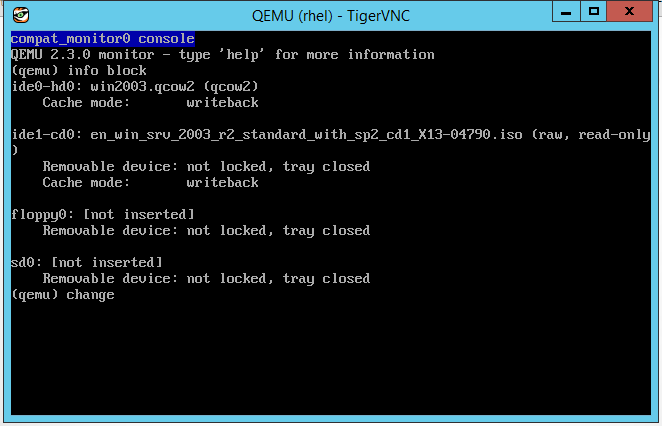 QEMU (rhel) - TigerVNC
compat_monitor0 console
QEMU 2.3.0 monitor - type 'help' for more information
(qemu) info block
ide0-hd0: win2003.qcow2 (qcow2)
    Cache mode:       writeback
ide1-cd0: en_win_srv_2003_r2_standard_with_sp2_cd1_X13-04790.iso (raw, read-only
)
    Removable device: not locked, tray closed
    Cache mode:       writeback
floppy0: [not inserted]
    Removable device: not locked, tray closed
sd0: [not inserted]
    Removable device: not locked, tray closed
(qemu) change